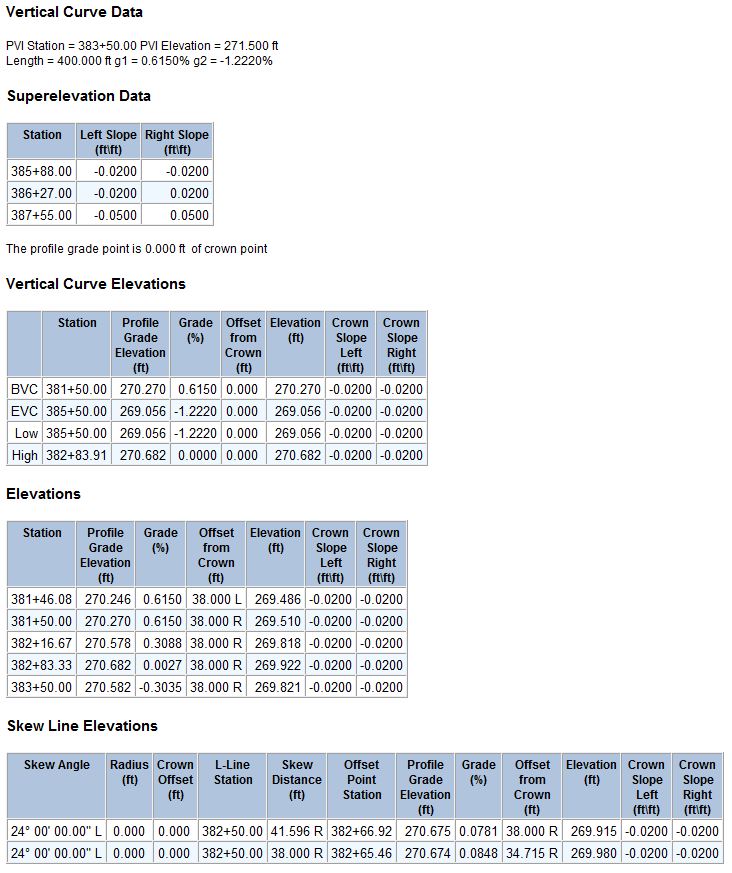 Vertical Curve Data
PVI Station = 383+50.00 PVI Elevation = 271.500 ft
Length = 400.000 ft g1 = 0.6150% g2 = -1.2220%
Superelevation Data
Station Left Slope (ft\ft) Right Slope (ft\ft)
385+88.00 -0.0200 -0.0200
386+27.00 -0.0200 0.0200
387+55.00 -0.0500 0.0500
The profile grade point is 0.000 ft of crown point
Vertical Curve Elevations
Station Profile Grade Elevation (ft) Grade (%) Offset from Crown (ft) Elevation (ft) Crown Slope Left (ft\ft) Crown Slope Right (ft\ft)
BVC 381+50.00 270.270 0.6150 0.000 270.270 -0.0200 -0.0200
EVC 385+50.00 269.056 -1.2220 0.000 269.056 -0.0200 -0.0200
Low 385+50.00 269.056 -1.2220 0.000 269.056 -0.0200 -0.0200
High 382+83.91 270.682 0.0000 0.000 270.682 -0.0200 -0.0200
Elevations
Station Profile Grade Elevation (ft) Grade (%) Offset from Crown (ft) Elevation (ft) Crown Slope Left (ft\ft) Crown Slope Right (ft\ft)
381+46.08 270.246 0.6150 38.000 L 269.486 -0.0200 -0.0200
381+50.00 270.270 0.6150 38.000 R 269.510 -0.0200 -0.0200
382+16.67 270.578 0.3088 38.000 R 269.818 -0.0200 -0.0200
382+83.33 270.682 0.0027 38.000 R 269.922 -0.0200 -0.0200
383+50.00 270.582 -0.3035 38.000 R 269.821 -0.0200 -0.0200
Skew Line Elevations
Skew Angle Radius (ft) Crown Offset (ft) L-Line Station Skew Distance (ft) Offset Point Station Profile Grade Elevation (ft) Grade (%) Offset from Crown (ft) Elevation (ft) Crown Slope Left (ft\ft) Crown Slope Right (ft\ft)
24° 00' 00.00" L 0.000 0.000 382+50.00 41.596 R 382+66.92 270.675 0.0781 38.000 R 269.915 -0.0200 -0.0200
24° 00' 00.00" L 0.000 0.000 382+50.00 38.000 R 382+65.46 270.674 0.0848 34.715 R 269.980 -0.0200 -0.0200